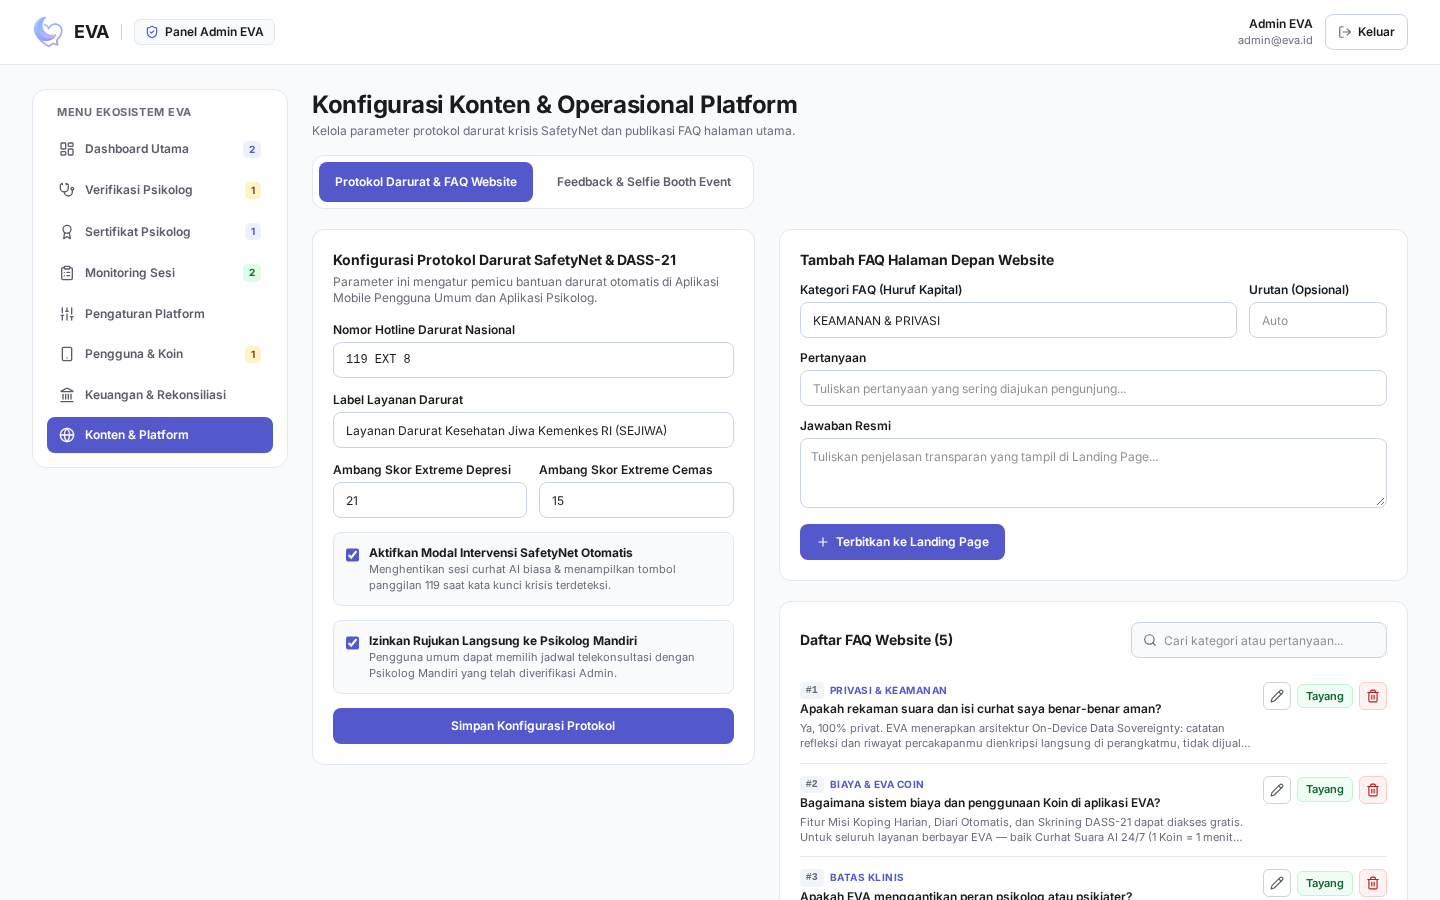 EVA
Panel Admin EVA
Admin EVA
admin@eva.id
Keluar
MENU EKOSISTEM EVA
Dashboard Utama 2
Verifikasi Psikolog 1
Sertifikat Psikolog 1
Monitoring Sesi 2
Pengaturan Platform
Pengguna & Koin 1
Keuangan & Rekonsiliasi
Konten & Platform
Konfigurasi Konten & Operasional Platform
Kelola parameter protokol darurat krisis SafetyNet dan publikasi FAQ halaman utama.
Protokol Darurat & FAQ Website
Feedback & Selfie Booth Event
Konfigurasi Protokol Darurat SafetyNet & DASS-21
Parameter ini mengatur pemicu bantuan darurat otomatis di Aplikasi
Mobile Pengguna Umum dan Aplikasi Psikolog.
Nomor Hotline Darurat Nasional
119 EXT 8
Label Layanan Darurat
Layanan Darurat Kesehatan Jiwa Kemenkes RI (SEJIWA)
Ambang Skor Extreme Depresi
21
Ambang Skor Extreme Cemas
15
Aktifkan Modal Intervensi SafetyNet Otomatis
Menghentikan sesi curhat AI biasa & menampilkan tombol
panggilan 119 saat kata kunci krisis terdeteksi.
Izinkan Rujukan Langsung ke Psikolog Mandiri
Pengguna umum dapat memilih jadwal telekonsultasi dengan
Psikolog Mandiri yang telah diverifikasi Admin.
Simpan Konfigurasi Protokol
Tambah FAQ Halaman Depan Website
Kategori FAQ (Huruf Kapital)
KEAMANAN & PRIVASI
Urutan (Opsional)
Auto
Pertanyaan
Tuliskan pertanyaan yang sering diajukan pengunjung...
Jawaban Resmi
Tuliskan penjelasan transparan yang tampil di Landing Page...
Terbitkan ke Landing Page
Daftar FAQ Website (5)
Cari kategori atau pertanyaan...
#1 PRIVASI & KEAMANAN
Apakah rekaman suara dan isi curhat saya benar-benar aman?
Ya, 100% privat. EVA menerapkan arsitektur On-Device Data Sovereignty: catatan
refleksi dan riwayat percakapanmu dienkripsi langsung di perangkatmu, tidak dijual...
Tayang
#2 BIAYA & EVA COIN
Bagaimana sistem biaya dan penggunaan Koin di aplikasi EVA?
Fitur Misi Koping Harian, Diari Otomatis, dan Skrining DASS-21 dapat diakses gratis.
Untuk seluruh layanan berbayar EVA — baik Curhat Suara AI 24/7 (1 Koin = 1 menit...
Tayang
#3 BATAS KLINIS
Apakah EVA menggantikan peran psikolog atau psikiater?
Tayang